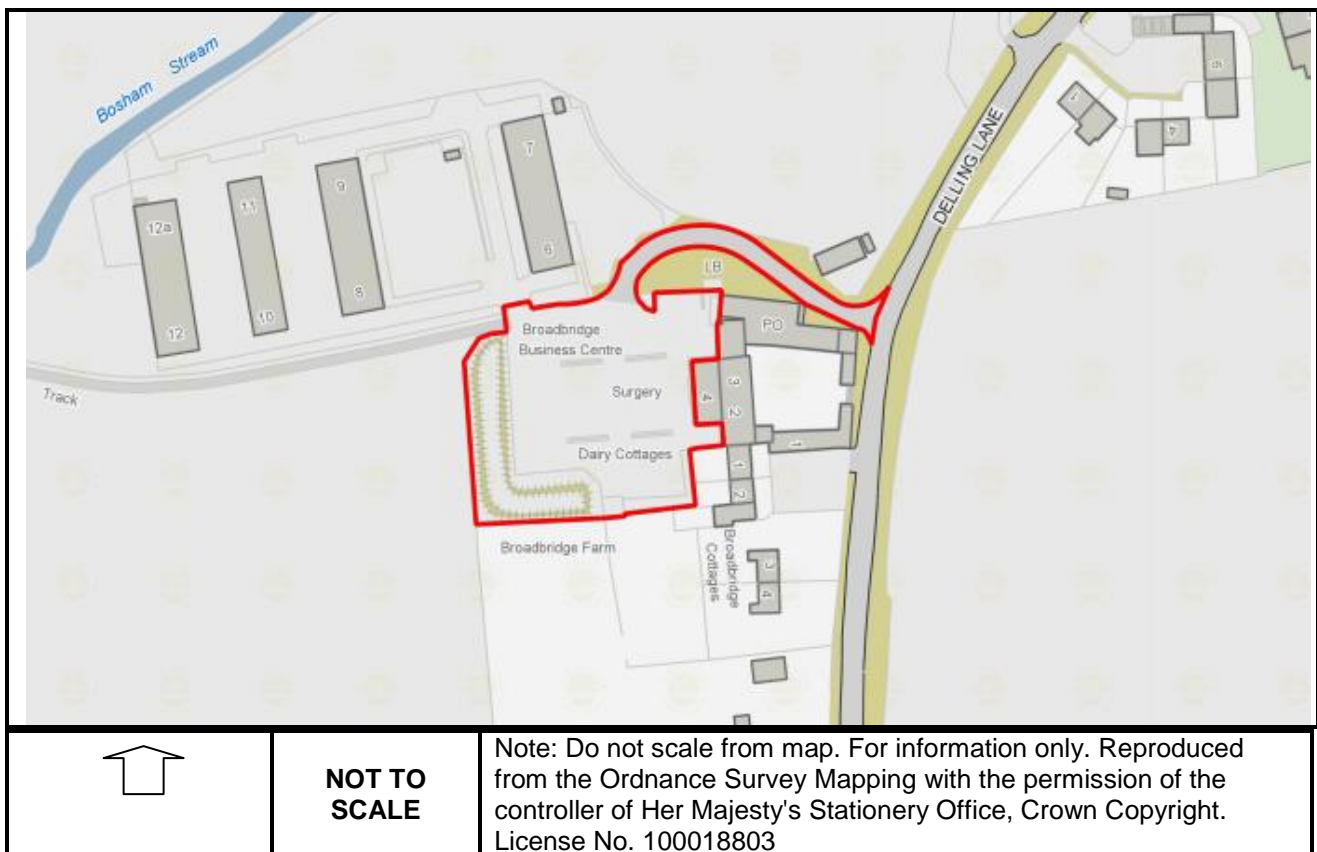 Bosham Stream
DELLING LANE
5
4
7
12a
11
9
7
6
8
10
12
LB
PO
Broadbridge
Business Centre
Surgery
3
2
4
Track
Dairy Cottages
1
1
2
Broadbridge Farm
Broadbridge
Cottages
3
4
NOT TO
SCALE
Note: Do not scale from map. For information only. Reproduced
from the Ordnance Survey Mapping with the permission of the
controller of Her Majesty's Stationery Office, Crown Copyright.
License No. 100018803